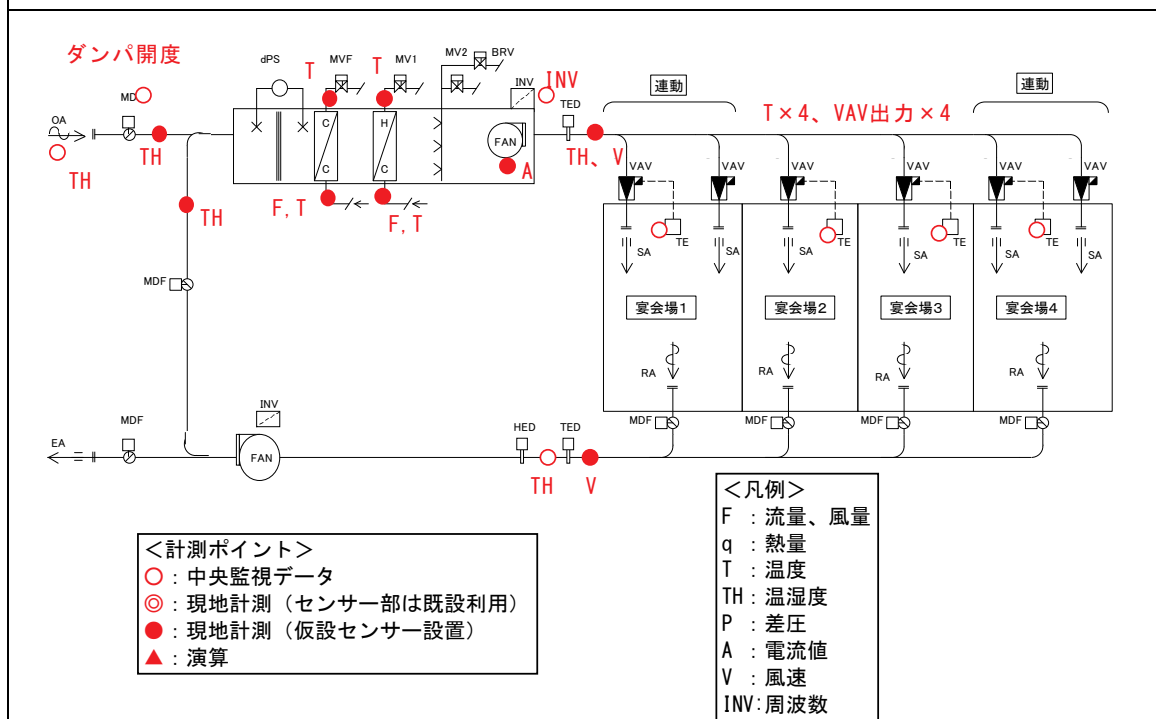 ダンパ開度
dPS
T
MVF
T
MV1
MV2
BRV
INV
INV
連動
連動
T×4、VAV出力×4
MD
OA
TH
TH
TH
C
C
H
C
FAN
A
TED
TH、V
F,T
F,T
VAV
VAV
VAV
VAV
VAV
VAV
TE
TE
TE
TE
SA
SA
SA
SA
SA
SA
宴会場1
宴会場2
宴会場3
宴会場4
RA
RA
RA
RA
MDF
MDF
MDF
MDF
MDF
MDF
EA
INV
FAN
HED
TED
TH
V
<計測ポイント>
○：中央監視データ
◎：現地計測（センサー部は既設利用）
●：現地計測（仮設センサー設置）
▲：演算
<凡例>
F ：流量、風量
q ：熱量
T ：温度
TH：温湿度
P ：差圧
A ：電流値
V ：風速
INV：周波数